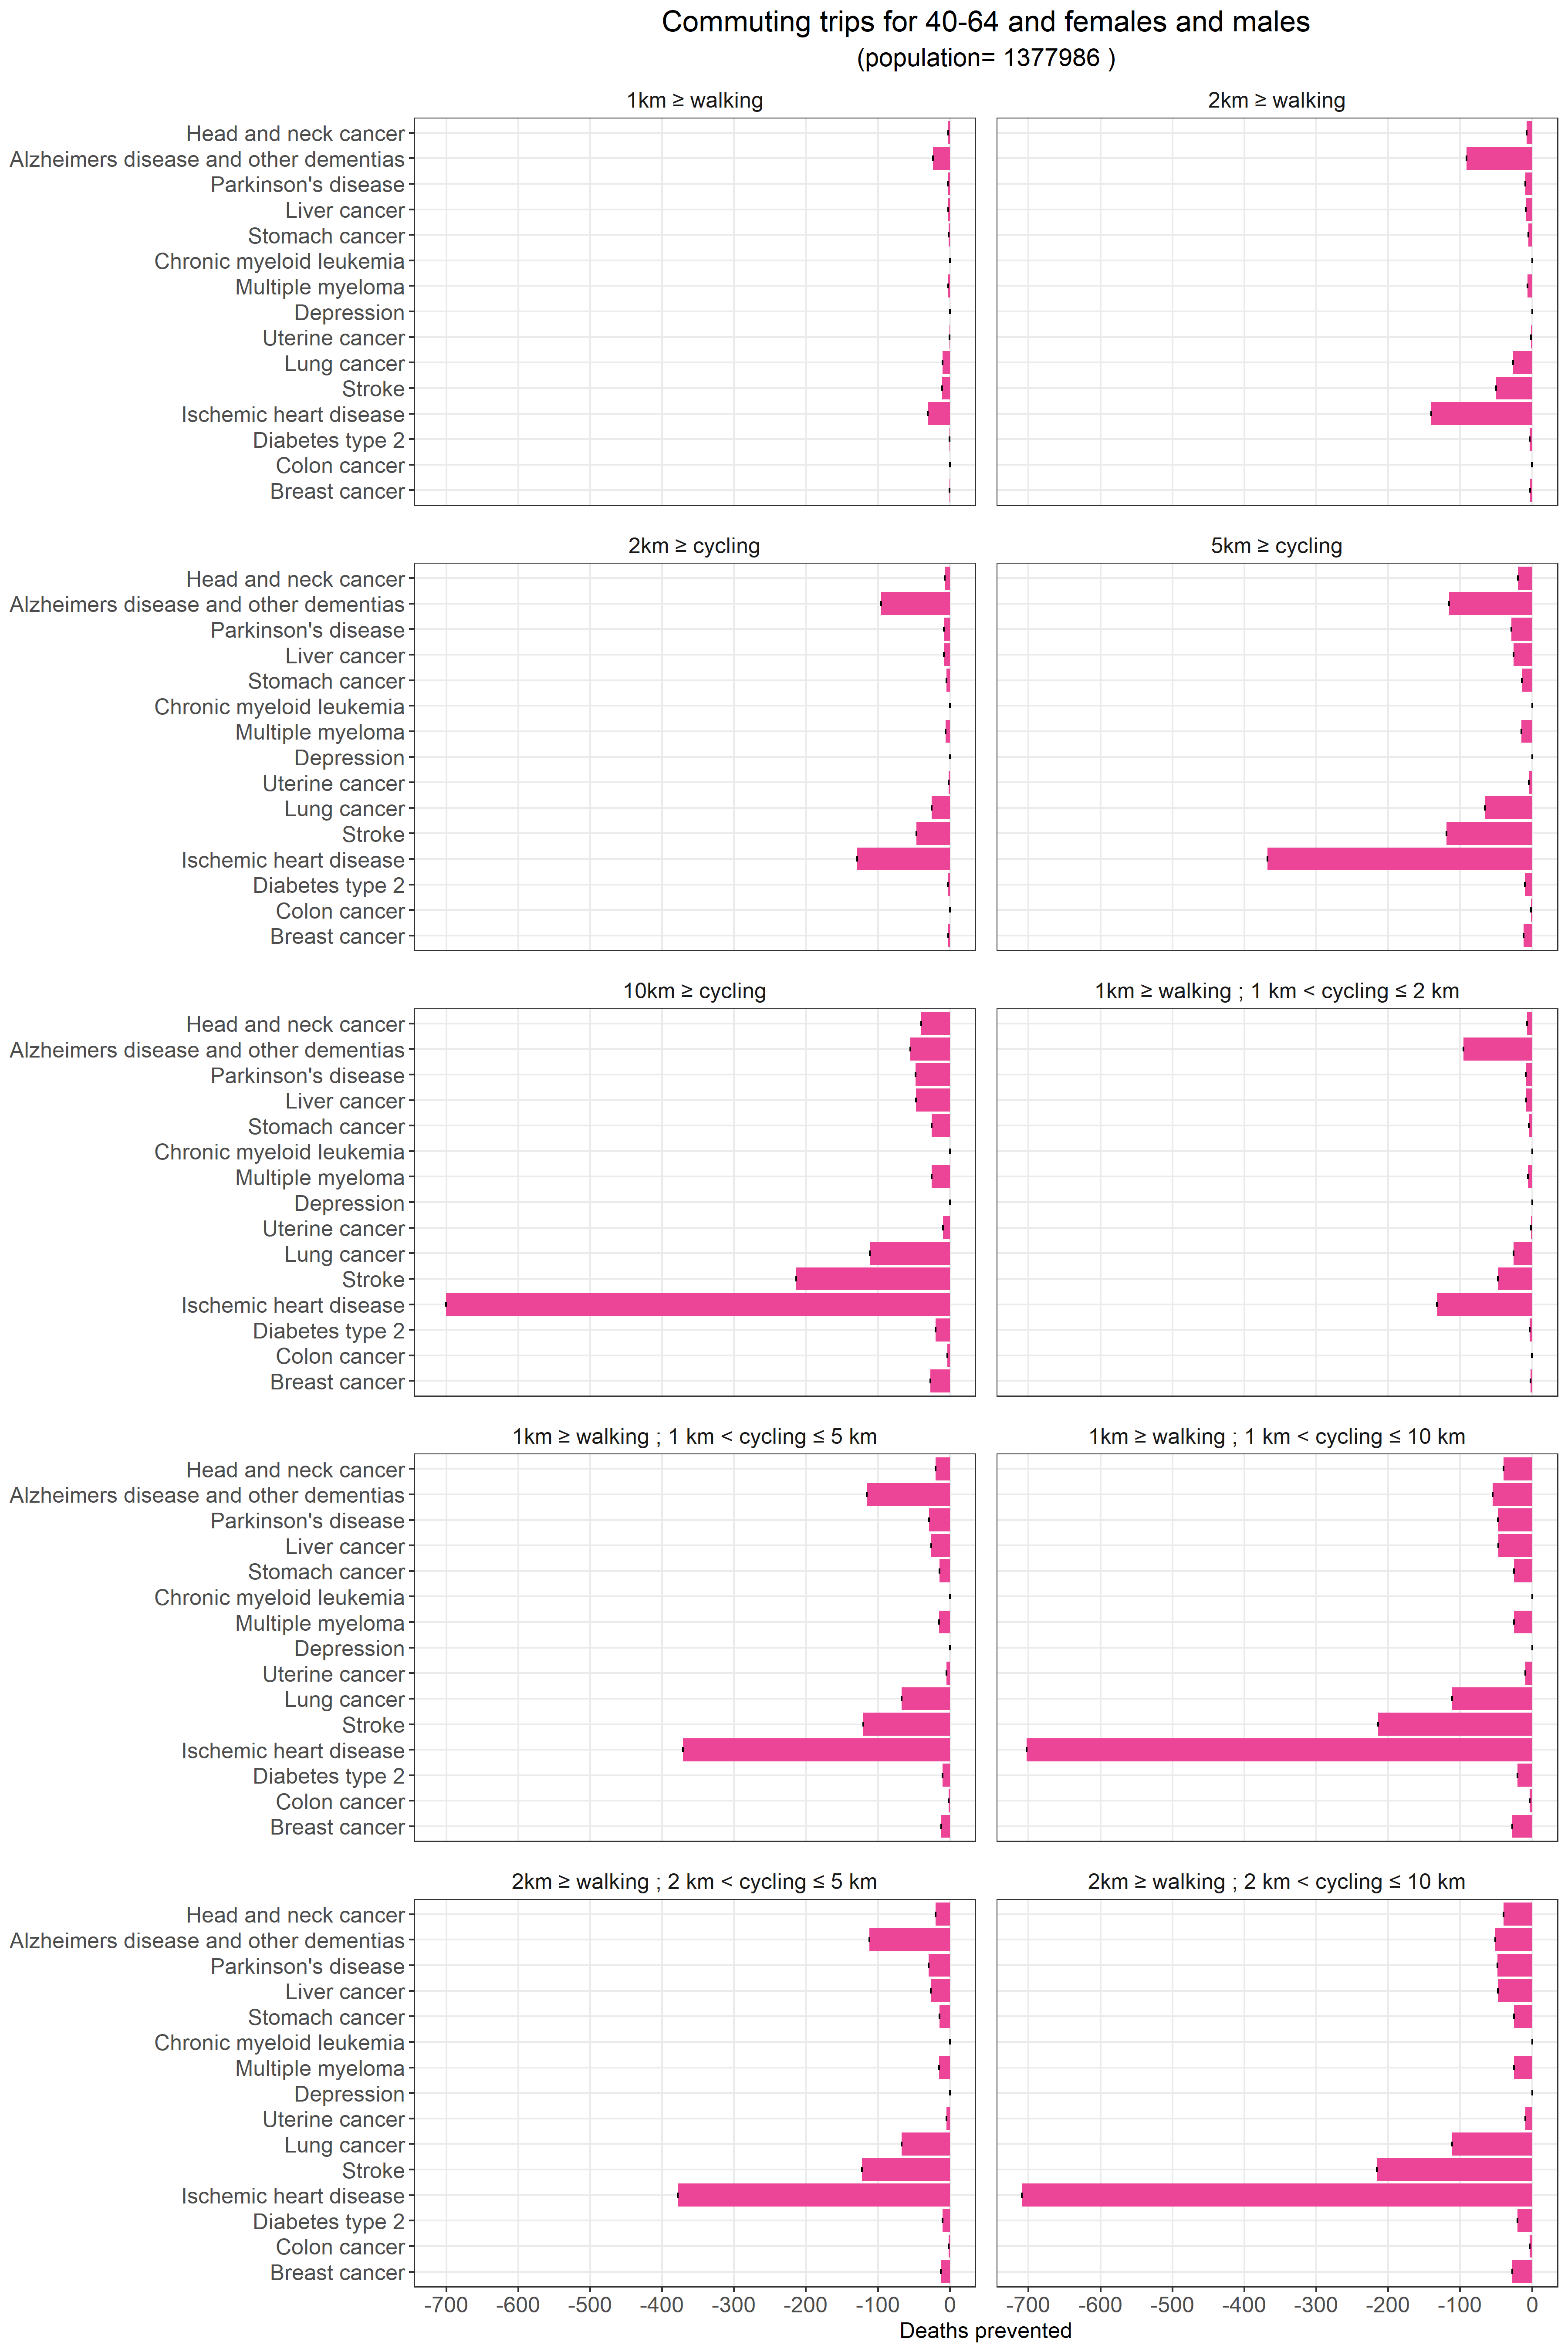 Commuting trips for 40-64 and females and males
(population= 1377986 )
1km ≥ walking
2km ≥ walking
Head and neck cancer
Alzheimers disease and other dementias
Parkinson's disease
Liver cancer
Stomach cancer
Chronic myeloid leukemia
Multiple myeloma
Depression
Uterine cancer
Lung cancer
Stroke
Ischemic heart disease
Diabetes type 2
Colon cancer
Breast cancer
2km ≥ cycling
5km ≥ cycling
Head and neck cancer
Alzheimers disease and other dementias
Parkinson's disease
Liver cancer
Stomach cancer
Chronic myeloid leukemia
Multiple myeloma
Depression
Uterine cancer
Lung cancer
Stroke
Ischemic heart disease
Diabetes type 2
Colon cancer
Breast cancer
10km ≥ cycling
1km ≥ walking ; 1 km < cycling ≤ 2 km
Head and neck cancer
Alzheimers disease and other dementias
Parkinson's disease
Liver cancer
Stomach cancer
Chronic myeloid leukemia
Multiple myeloma
Depression
Uterine cancer
Lung cancer
Stroke
Ischemic heart disease
Diabetes type 2
Colon cancer
Breast cancer
1km ≥ walking ; 1 km < cycling ≤ 5 km
1km ≥ walking ; 1 km < cycling ≤ 10 km
Head and neck cancer
Alzheimers disease and other dementias
Parkinson's disease
Liver cancer
Stomach cancer
Chronic myeloid leukemia
Multiple myeloma
Depression
Uterine cancer
Lung cancer
Stroke
Ischemic heart disease
Diabetes type 2
Colon cancer
Breast cancer
2km ≥ walking ; 2 km < cycling ≤ 5 km
2km ≥ walking ; 2 km < cycling ≤ 10 km
Head and neck cancer
Alzheimers disease and other dementias
Parkinson's disease
Liver cancer
Stomach cancer
Chronic myeloid leukemia
Multiple myeloma
Depression
Uterine cancer
Lung cancer
Stroke
Ischemic heart disease
Diabetes type 2
Colon cancer
Breast cancer
-700 -600 -500 -400 -300 -200 -100 0
-700 -600 -500 -400 -300 -200 -100 0
Deaths prevented